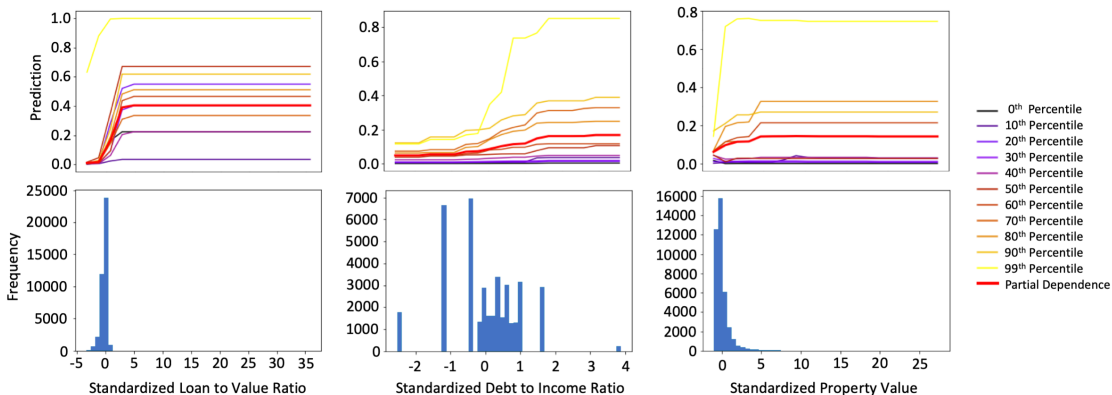 1.0
0.8
0.6
0.4
0.2
0.0
Prediction
0.8
0.6
0.4
0.2
0.0
0.8
0.6
0.4
0.2
0.0
25000
20000
15000
10000
5000
0
Frequency
-5 0 5 10 15 20 25 30 35
Standardized Loan to Value Ratio
7000
6000
5000
4000
3000
2000
1000
0
-2 -1 0 1 2 3 4
Standardized Debt to Income Ratio
16000
14000
12000
10000
8000
6000
4000
2000
0
0 5 10 15 20 25
Standardized Property Value
0th Percentile
10th Percentile
20th Percentile
30th Percentile
40th Percentile
50th Percentile
60th Percentile
70th Percentile
80th Percentile
90th Percentile
99th Percentile
Partial Dependence